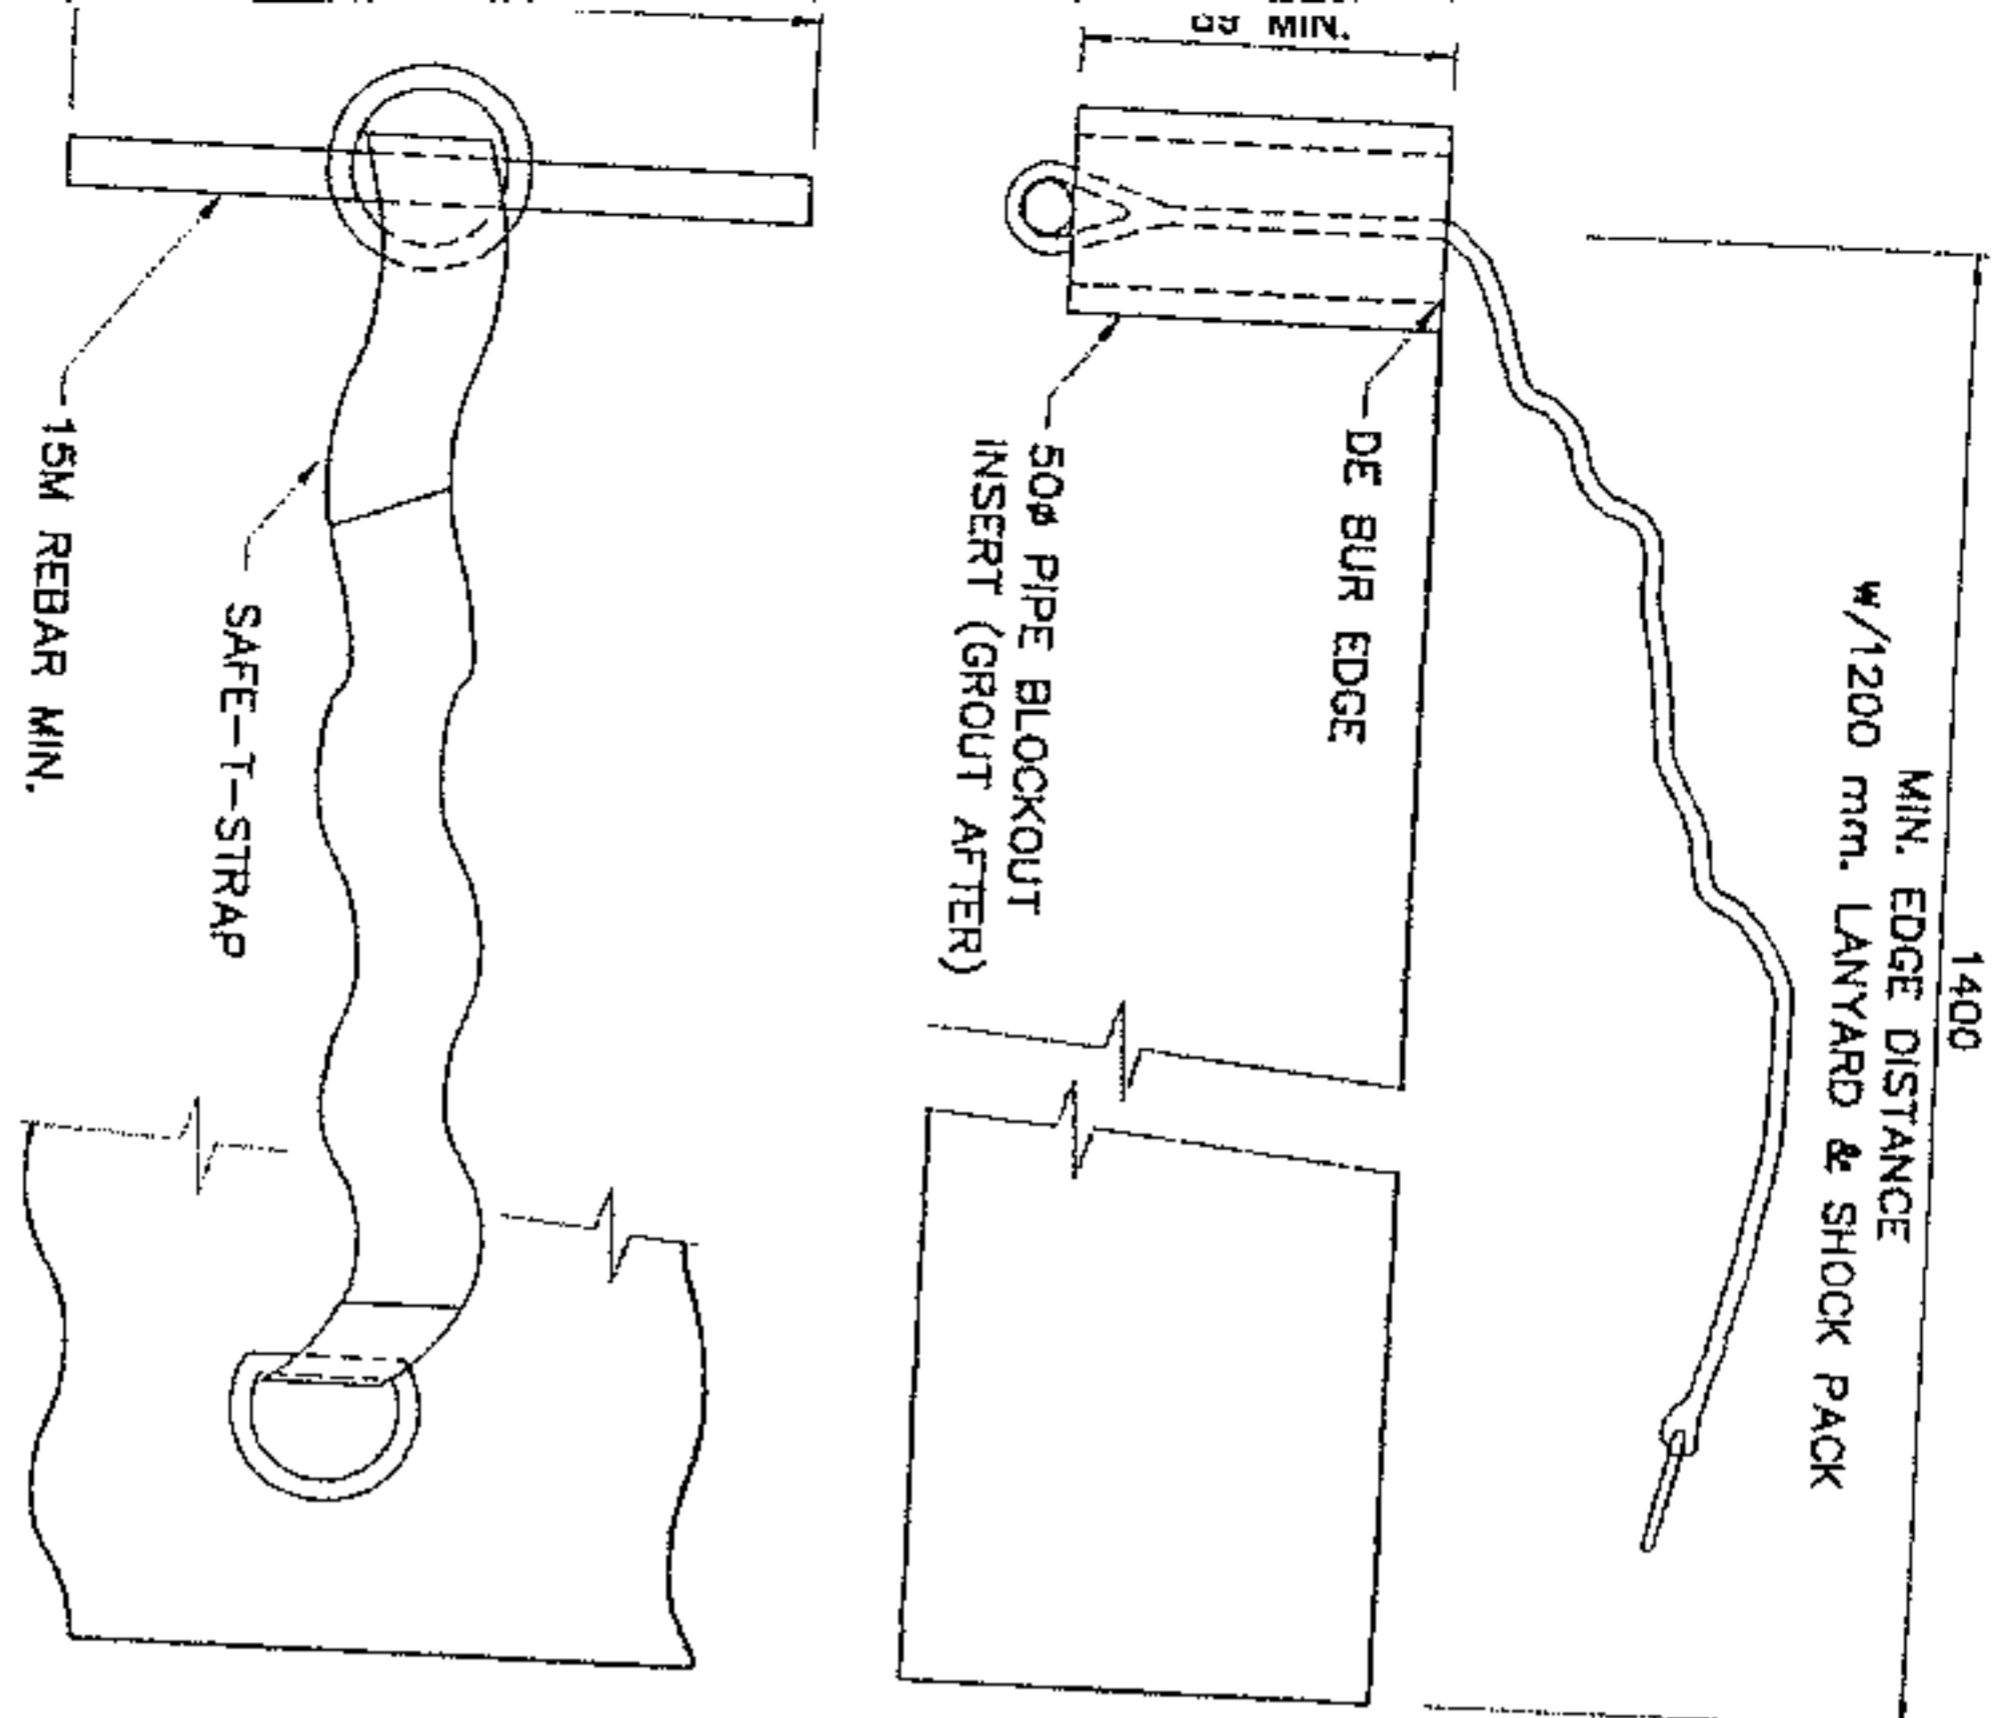 MIN.
1400
MIN. EDGE DISTANCE
w/1200 mm. LANYARD & SHOCK PACK
DE BUR EDGE
50ø PIPE BLOCKOUT
INSERT (GROUT AFTER)
SAFE-T-STRAP
15M REBAR MIN.